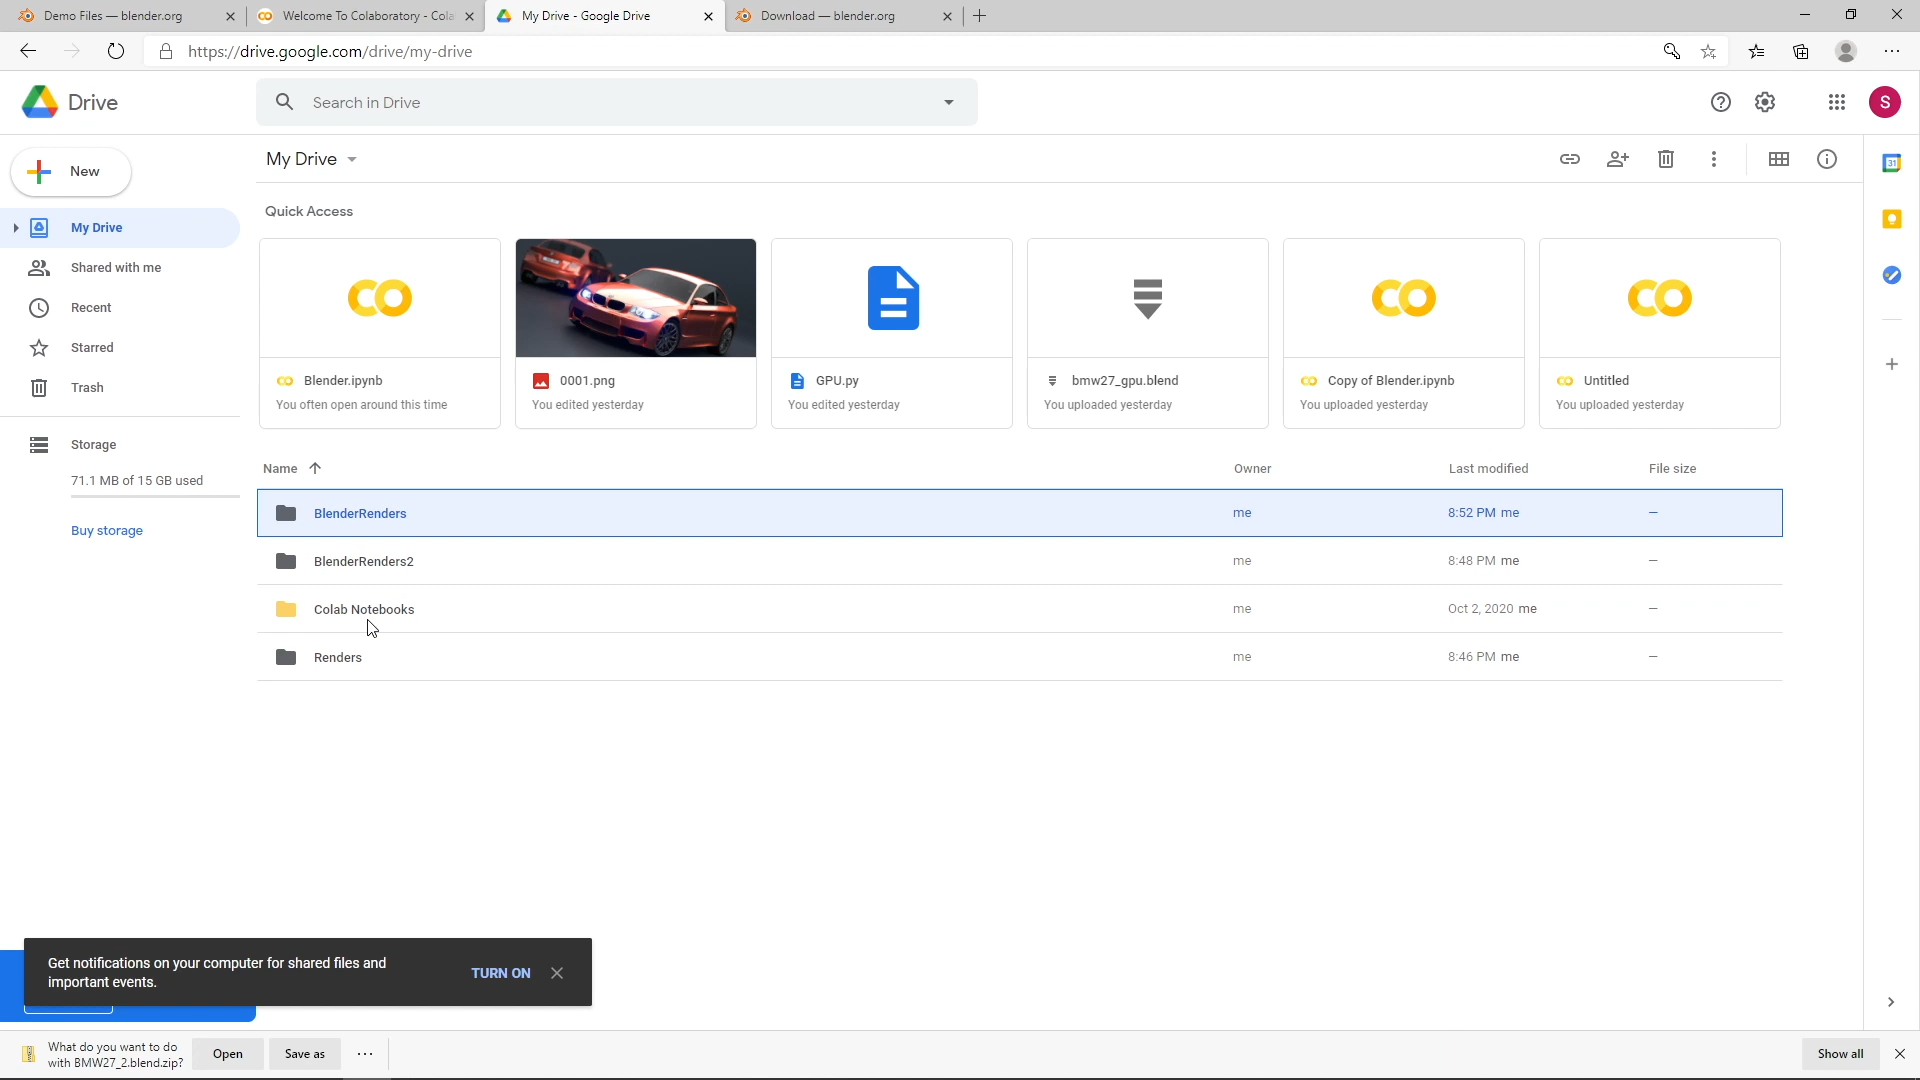 Demo Files — blender.org
Welcome To Colaboratory - Cola
My Drive - Google Drive
Download — blender.org
https://drive.google.com/drive/my-drive
Drive
Search in Drive
S
New
My Drive
Shared with me
Recent
Starred
Trash
Storage
71.1 MB of 15 GB used
Buy storage
My Drive
31
Quick Access
Blender.ipynb
You often open around this time
0001.png
You edited yesterday
GPU.py
You edited yesterday
bmw27_gpu.blend
You uploaded yesterday
Copy of Blender.ipynb
You uploaded yesterday
Untitled
You uploaded yesterday
Name Owner Last modified File size
BlenderRenders me 8:52 PM me –
BlenderRenders2 me 8:48 PM me –
Colab Notebooks me Oct 2, 2020 me –
Renders me 8:46 PM me –
Get notifications on your computer for shared files and
important events.
TURN ON
What do you want to do
with BMW27_2.blend.zip?
Open
Save as
Show all